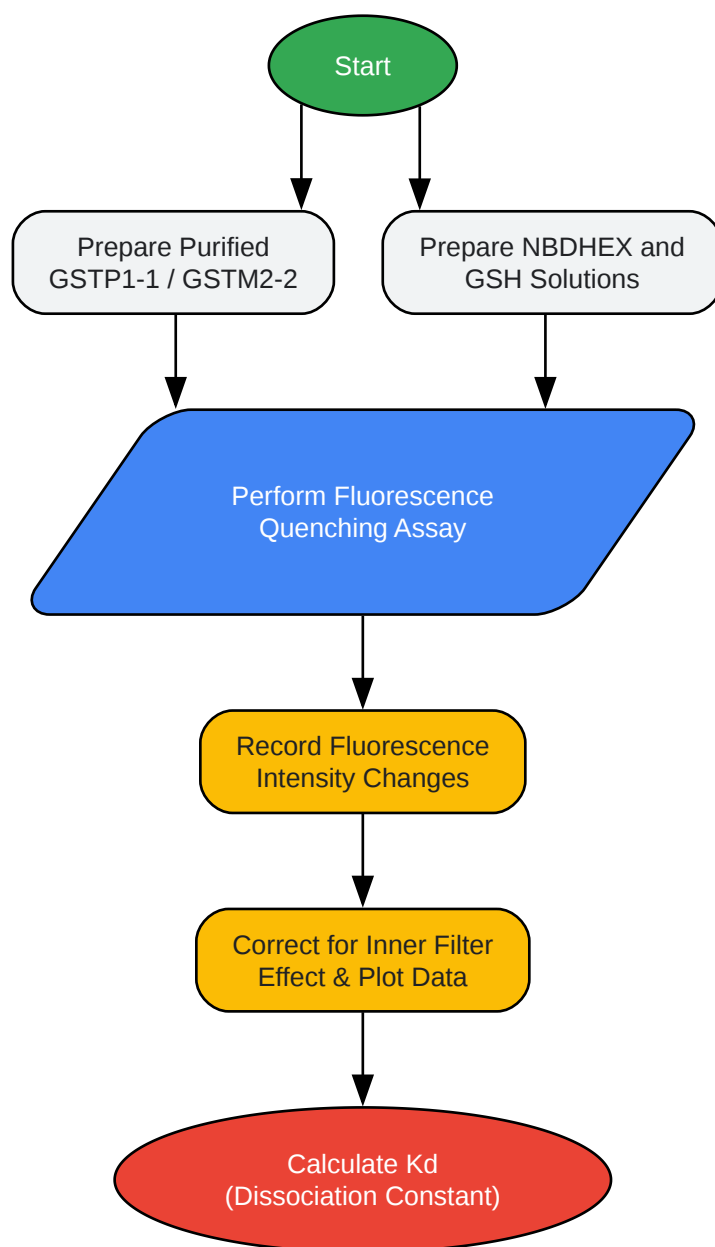 Start
Prepare Purified
GSTP1-1 / GSTM2-2
Prepare NBDHEX and
GSH Solutions
Perform Fluorescence
Quenching Assay
Record Fluorescence
Intensity Changes
Correct for Inner Filter
Effect & Plot Data
Calculate Kd
(Dissociation Constant)